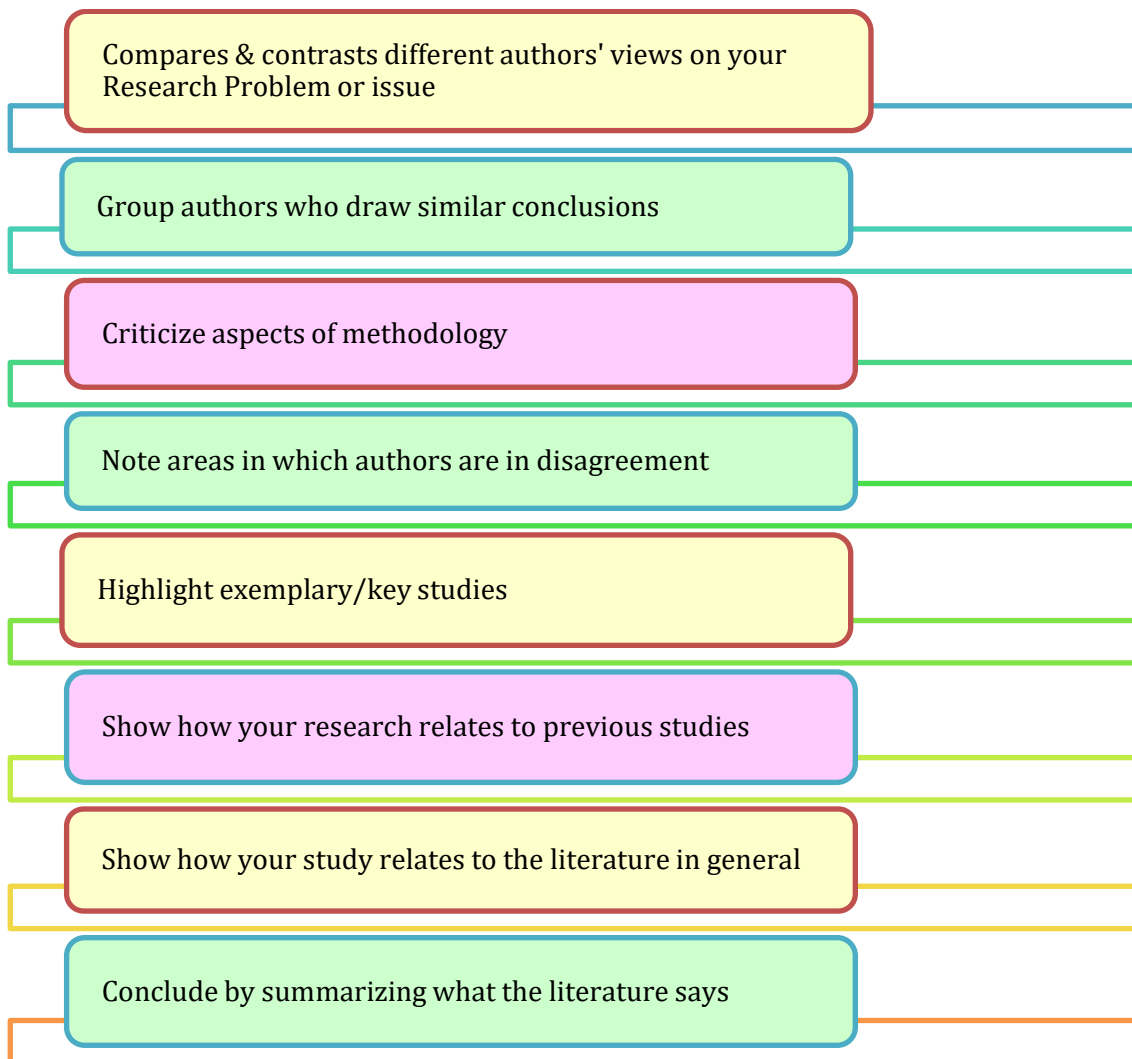 Compares & contrasts different authors' views on your
Research Problem or issue
Group authors who draw similar conclusions
Criticize aspects of methodology
Note areas in which authors are in disagreement
Highlight exemplary/key studies
Show how your research relates to previous studies
Show how your study relates to the literature in general
Conclude by summarizing what the literature says